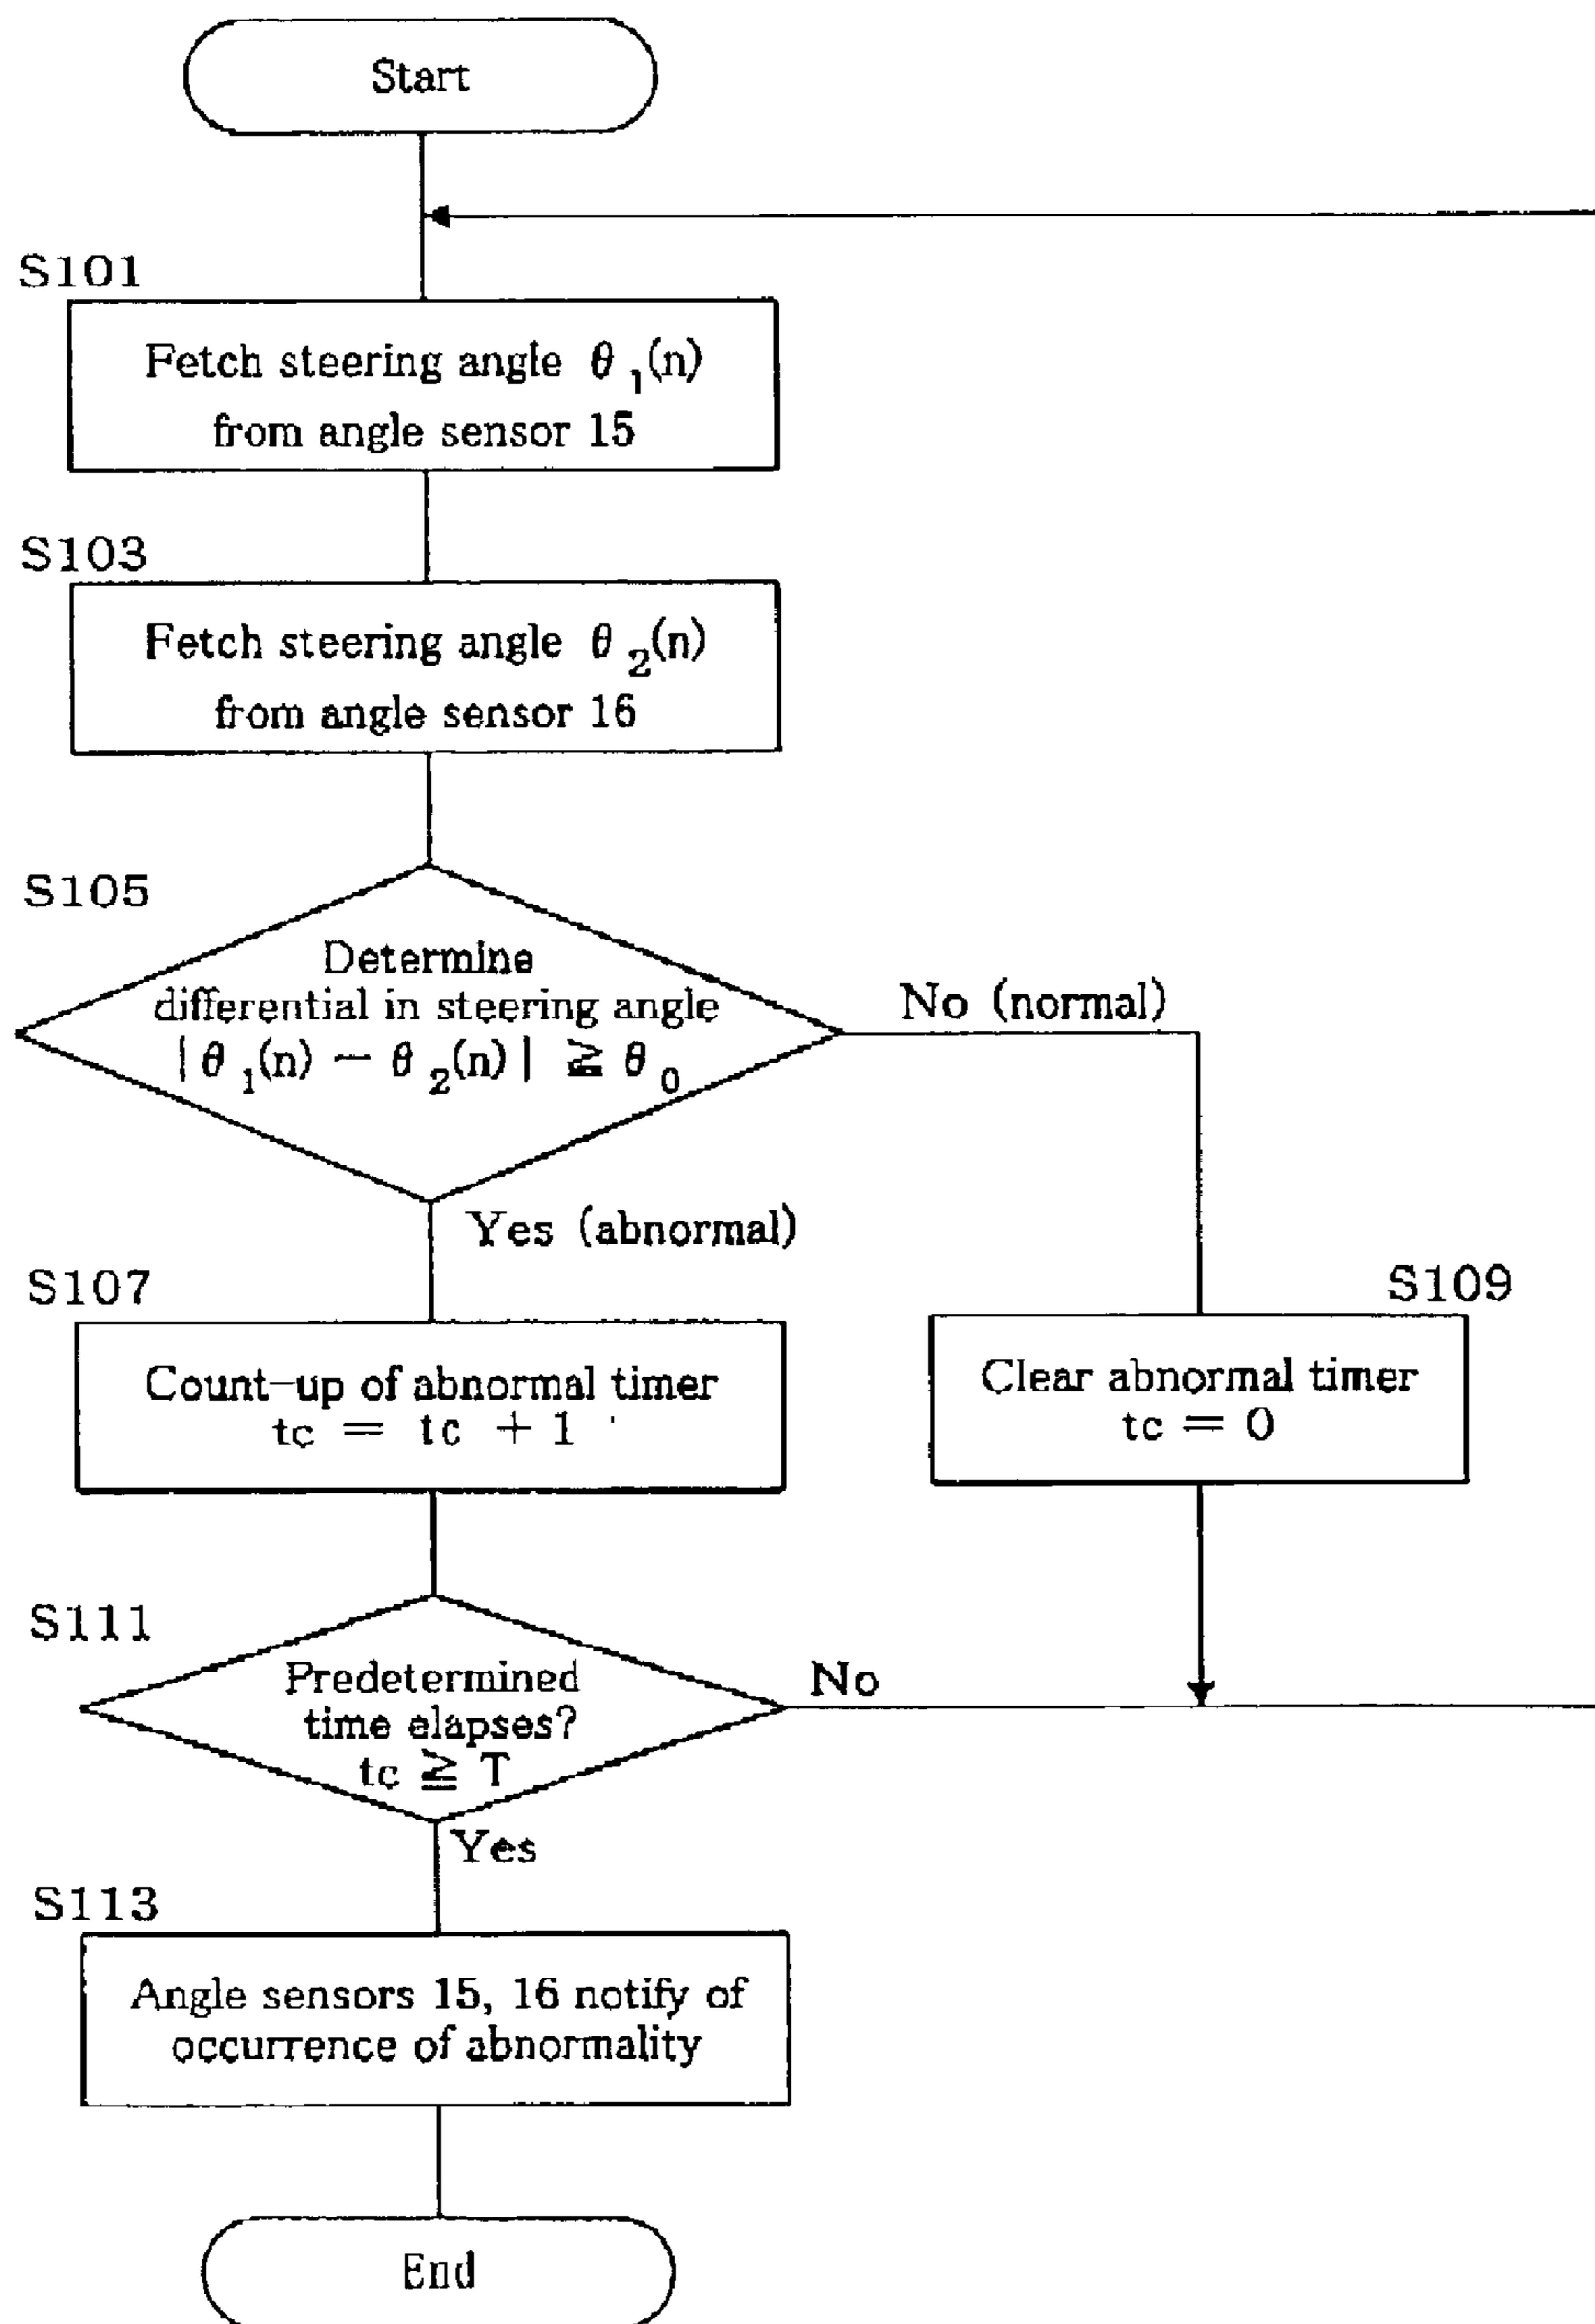 Start
S101
Fetch steering angle θ₁(n)
from angle sensor 15
S103
Fetch steering angle θ₂(n)
from angle sensor 16
S105
Determine
differential in steering angle
|θ₁(n) − θ₂(n)| ≧ θ₀
No (normal)
Yes (abnormal)
S107
Count-up of abnormal timer
tc = tc + 1
S109
Clear abnormal timer
tc = 0
S111
Predetermined
time elapses?
tc ≧ T
No
Yes
S113
Angle sensors 15, 16 notify of
occurrence of abnormality
End